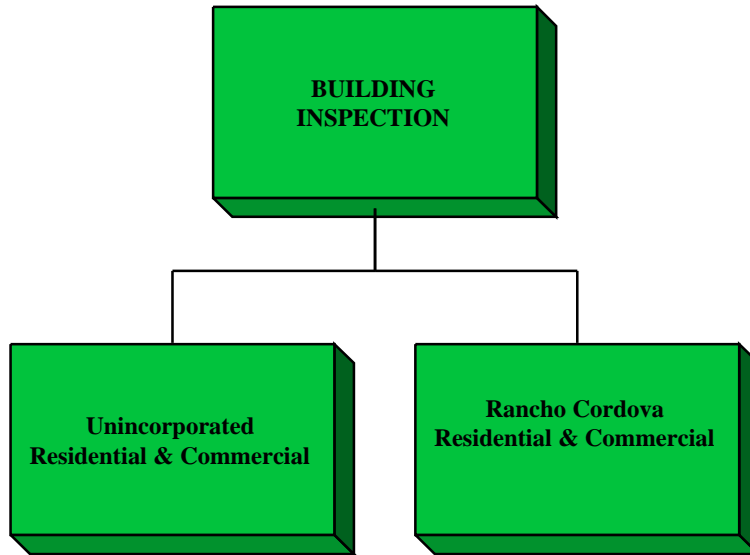 BUILDING
INSPECTION
Unincorporated
Residential & Commercial
Rancho Cordova
Residential & Commercial